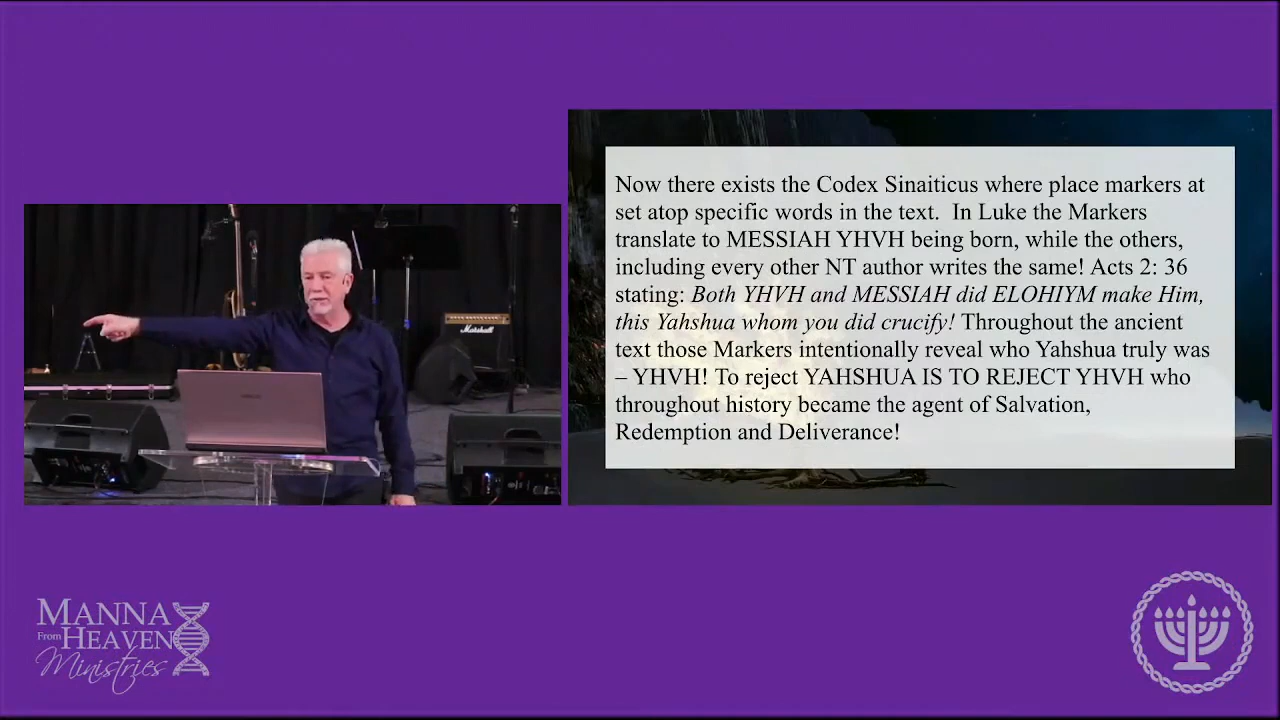 Now there exists the Codex Sinaiticus where place markers at
set atop specific words in the text.  In Luke the Markers
translate to MESSIAH YHVH being born, while the others,
including every other NT author writes the same! Acts 2: 36
stating: Both YHVH and MESSIAH did ELOHIYM make Him,
this Yahshua whom you did crucify! Throughout the ancient
text those Markers intentionally reveal who Yahshua truly was
– YHVH! To reject YAHSHUA IS TO REJECT YHVH who
throughout history became the agent of Salvation,
Redemption and Deliverance!
Marshall
MANNA
From HEAVEN
Ministries